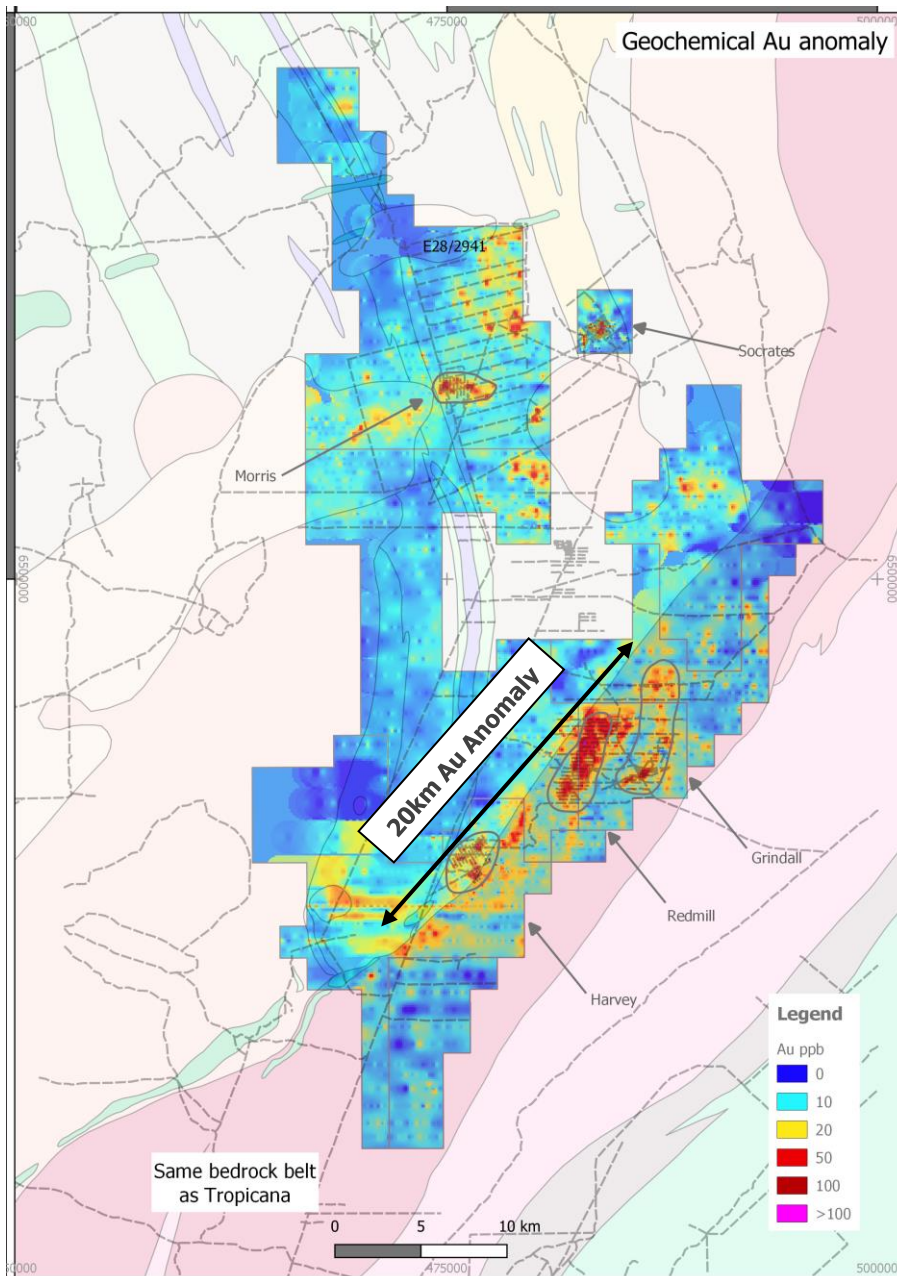 475000
500000
Geochemical Au anomaly
E28/2941
Socrates
Morris
6500000
20km Au Anomaly
Grindall
Redmill
Harvey
Legend
Au ppb
0
10
20
50
100
>100
Same bedrock belt
as Tropicana
0 5 10 km
475000
500000